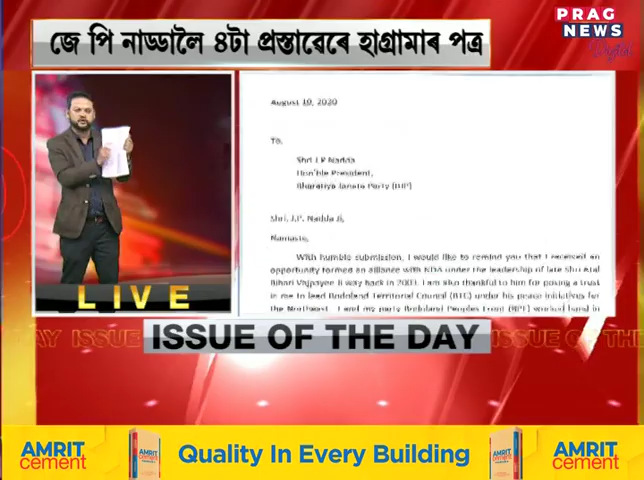 PRAG
NEWS
জে পি নাড্ডালৈ ৪টা প্ৰস্তাৱেৰে হাগ্ৰামাৰ পত্ৰ
August 10, 2020
To,
Shri J.P. Nadda
Hon'ble President,
Bharatiya Janata Party (BJP)
Shri. J.P. Nadda Ji,
Namaste,
With humble submission, I would like to remind you that I received an
opportunity formed an alliance with NDA under the leadership of late Shri Atal
Bihari Vajpayee Ji way back in 2003. I am also thankful to him for posing a trust
in me to lead Bodoland Territorial Council (BTC) under his peace initiatives for
the Northeast. I and my party Bodoland Peoples Front (BPF) worked hand in
LIVE
ISSUE OF THE DAY
ISSUE
ISSUE OF
AMRIT
cement
Quality In Every Building
AMRIT
cement